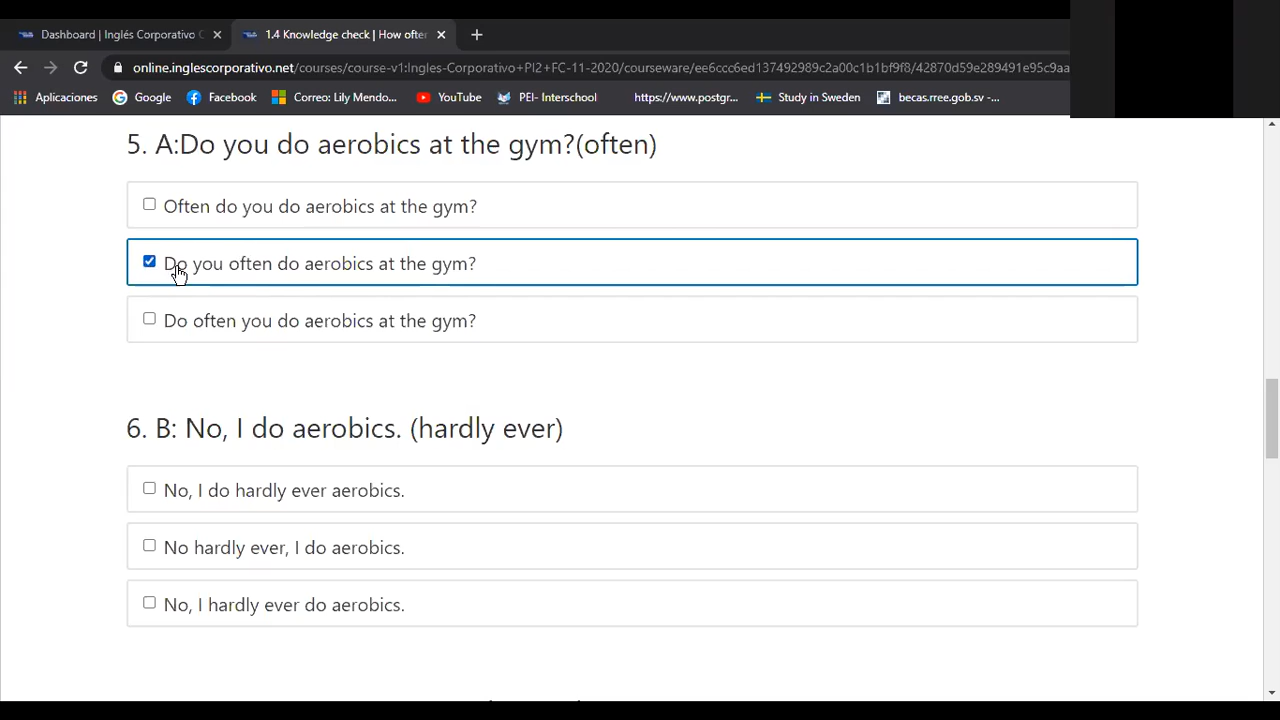 Dashboard | Inglés Corporativo
1.4 Knowledge check | How ofte
online.inglescorporativo.net/courses/course-v1:Ingles-Corporativo+PI2+FC-11-2020/courseware/ee6ccc6ed137492989c2a00c1b1bf9f8/42870d59e289491e95c9aa
Aplicaciones Google Facebook Correo: Lily Mendo... YouTube PEI- Interschool https://www.postgr... Study in Sweden becas.rree.gob.sv -...
5. A:Do you do aerobics at the gym?(often)
Often do you do aerobics at the gym?
Do you often do aerobics at the gym?
Do often you do aerobics at the gym?
6. B: No, I do aerobics. (hardly ever)
No, I do hardly ever aerobics.
No hardly ever, I do aerobics.
No, I hardly ever do aerobics.